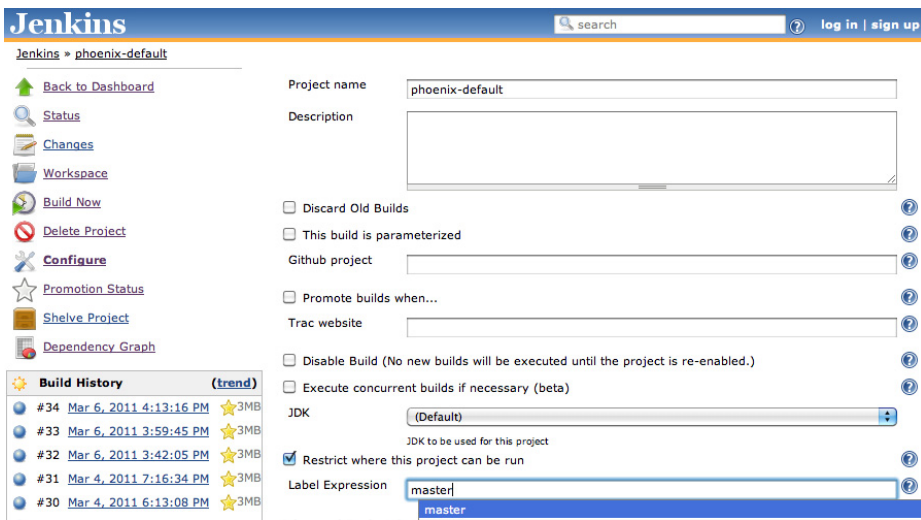 Jenkins
search
log in | sign up
Jenkins » phoenix-default
Back to Dashboard
Status
Changes
Workspace
Build Now
Delete Project
Configure
Promotion Status
Shelve Project
Dependency Graph
Build History (trend)
#34 Mar 6, 2011 4:13:16 PM 3MB
#33 Mar 6, 2011 3:59:45 PM 3MB
#32 Mar 6, 2011 3:42:05 PM 3MB
#31 Mar 4, 2011 7:16:34 PM 3MB
#30 Mar 4, 2011 6:13:08 PM 3MB
Project name phoenix-default
Description
Discard Old Builds
This build is parameterized
Github project
Promote builds when...
Trac website
Disable Build (No new builds will be executed until the project is re-enabled.)
Execute concurrent builds if necessary (beta)
JDK (Default)
JDK to be used for this project
Restrict where this project can be run
Label Expression master
master